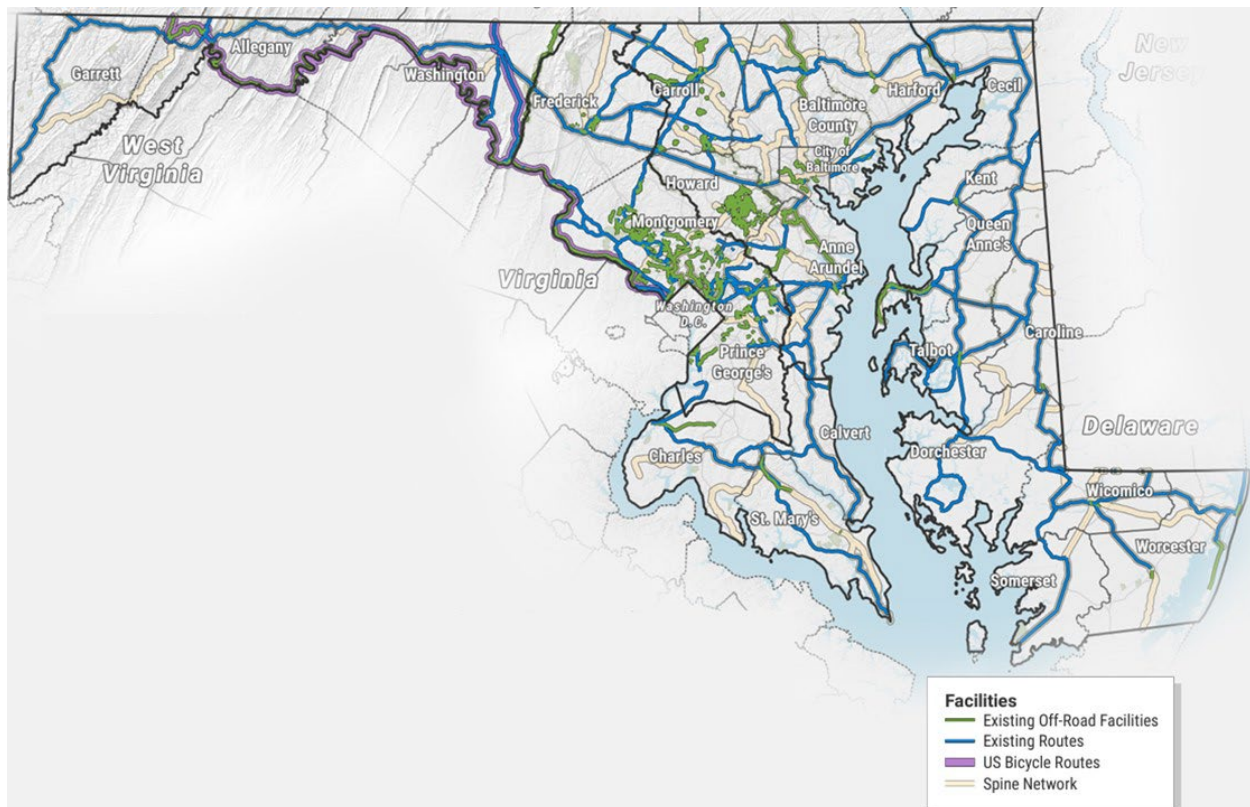 Garrett
Allegany
Washington
Frederick
Carroll
Baltimore
County
Harford
Cecil
New
Jersey
West
Virginia
City of
Baltimore
Howard
Kent
Montgomery
Queen
Anne's
Anne
Arundel
Virginia
Washington
D.C.
Prince
George's
Talbot
Caroline
Delaware
Calvert
Charles
Dorchester
St. Mary's
Wicomico
Worcester
Somerset
Facilities
Existing Off-Road Facilities
Existing Routes
US Bicycle Routes
Spine Network